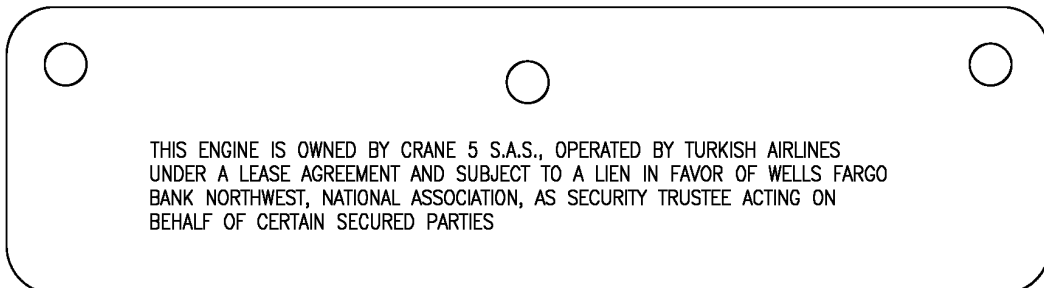 THIS ENGINE IS OWNED BY CRANE 5 S.A.S., OPERATED BY TURKISH AIRLINES
UNDER A LEASE AGREEMENT AND SUBJECT TO A LIEN IN FAVOR OF WELLS FARGO
BANK NORTHWEST, NATIONAL ASSOCIATION, AS SECURITY TRUSTEE ACTING ON
BEHALF OF CERTAIN SECURED PARTIES